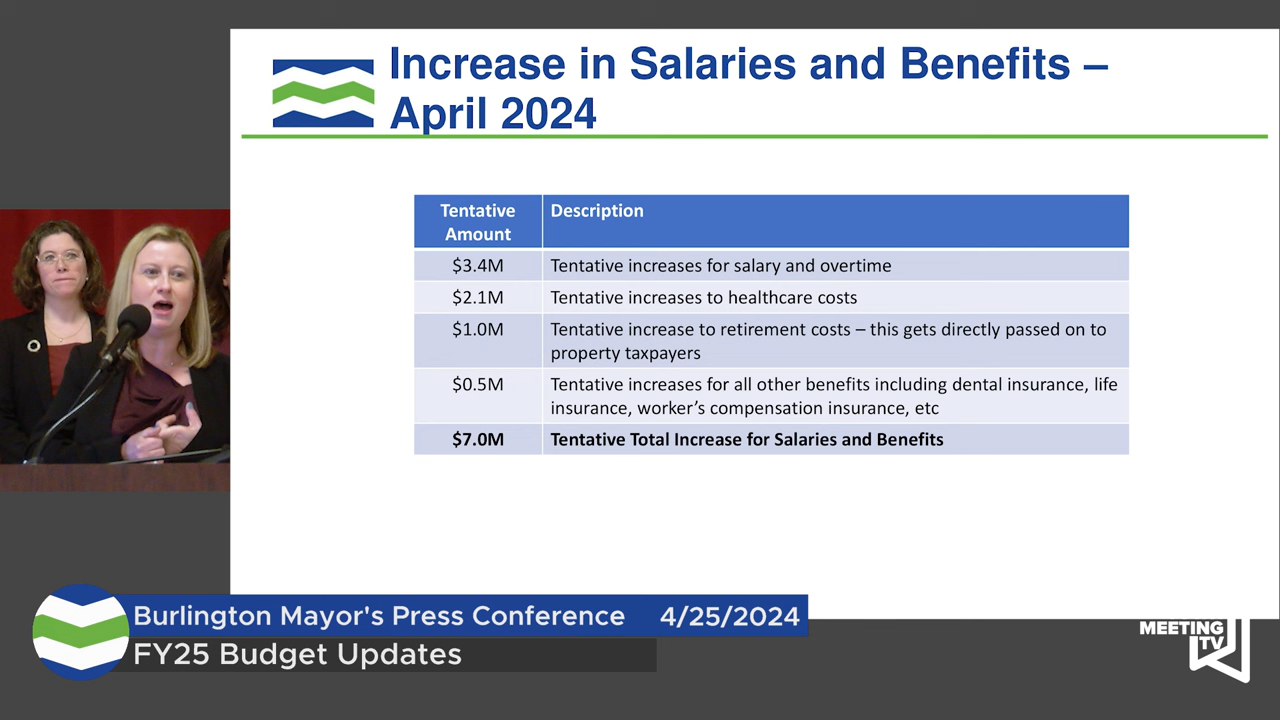 Increase in Salaries and Benefits –
April 2024
Tentative
Amount
Description
$3.4M
Tentative increases for salary and overtime
$2.1M
Tentative increases to healthcare costs
$1.0M
Tentative increase to retirement costs – this gets directly passed on to
property taxpayers
$0.5M
Tentative increases for all other benefits including dental insurance, life
insurance, worker's compensation insurance, etc
$7.0M
Tentative Total Increase for Salaries and Benefits
Burlington Mayor's Press Conference 4/25/2024
FY25 Budget Updates
MEETING
TV